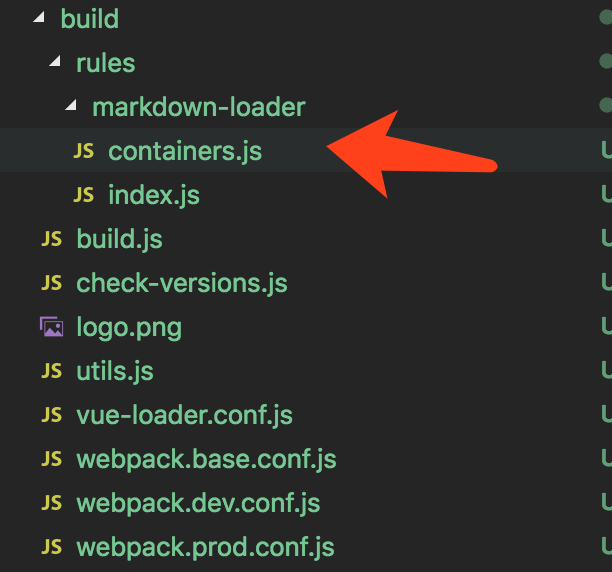 build
rules
markdown-loader
JS containers.js U
JS index.js U
JS build.js U
JS check-versions.js U
logo.png U
JS utils.js U
JS vue-loader.conf.js U
JS webpack.base.conf.js U
JS webpack.dev.conf.js U
JS webpack.prod.conf.js U